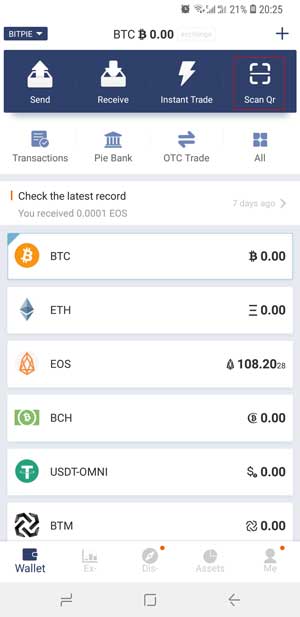 21% 20:25
BITPIE BTC ₿ 0.00 exchange
Send Receive Instant Trade Scan Qr
Transactions Pie Bank OTC Trade All
Check the latest record
You received 0.0001 EOS 7 days ago
BTC ₿ 0.00
ETH Ξ 0.00
EOS 108.2028
BCH 0.00
USDT-OMNI 0.00
BTM 0.00
Wallet Ex- Dis- Assets Me